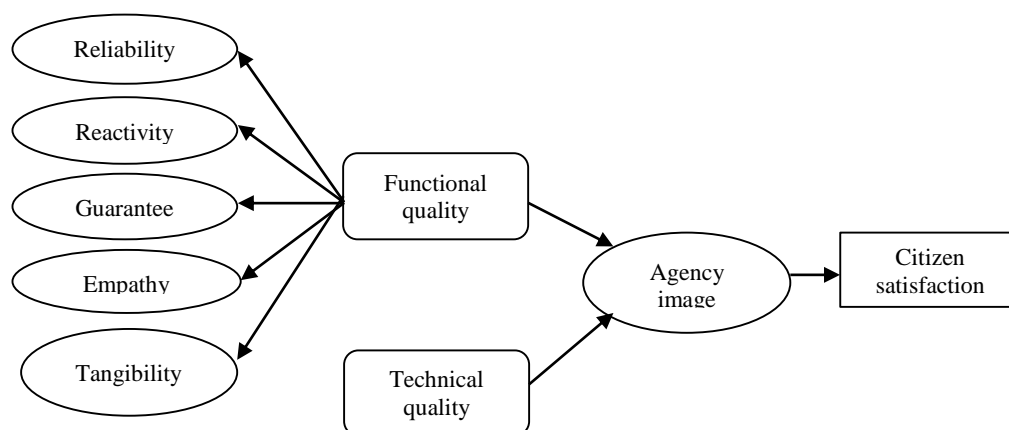 Reliability
Reactivity
Guarantee
Empathy
Tangibility
Functional
quality
Technical
quality
Agency
image
Citizen
satisfaction